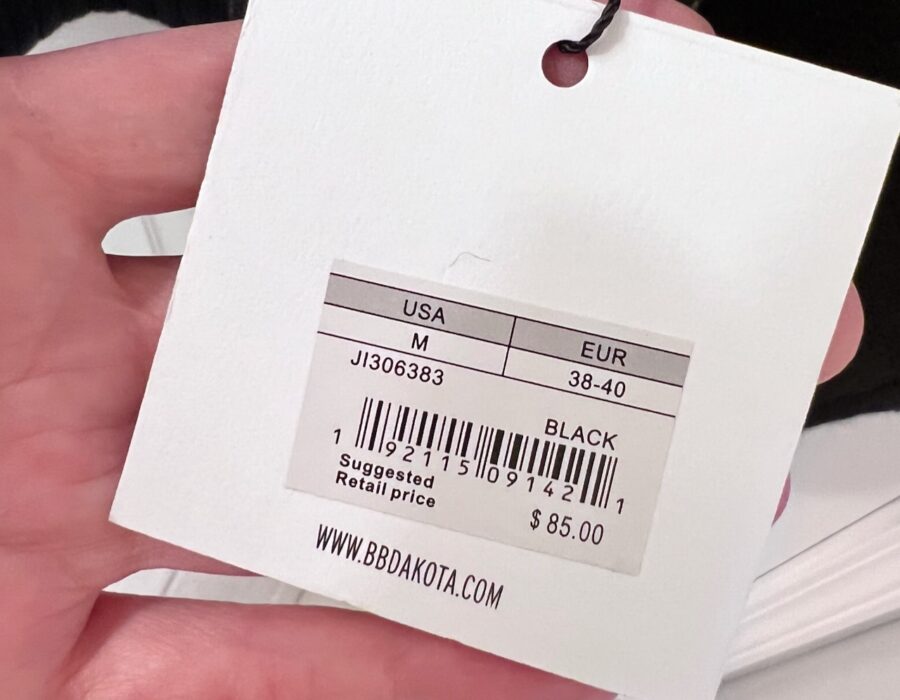 USA EUR
M 38-40
JI306383
BLACK
1 92115 09142 1
Suggested
Retail price
$ 85.00
WWW.BBDAKOTA.COM